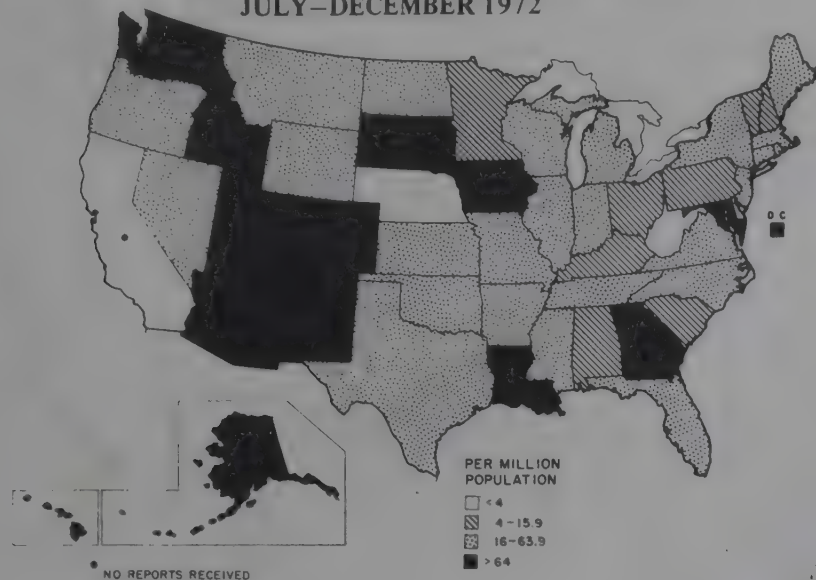 JULY–DECEMBER 1972
D C
PER MILLION
POPULATION
<4
4–15.9
16–63.9
>64
NO REPORTS RECEIVED